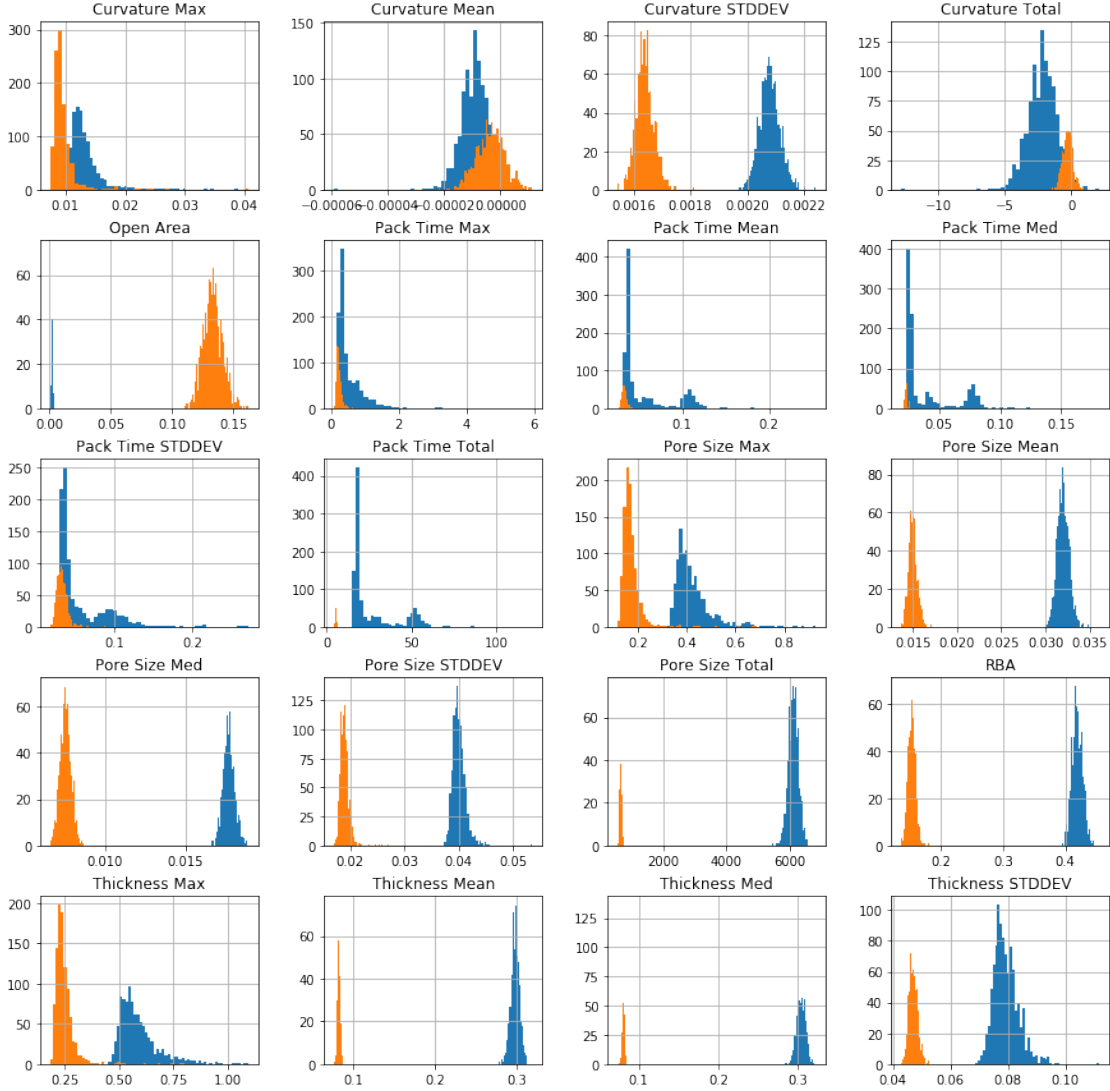 Curvature Max
300
200
100
0
0.01 0.02 0.03 0.04
Curvature Mean
150
100
50
0
−0.00006 −0.00004 −0.00002 0.00000
Curvature STDDEV
80
60
40
20
0
0.0016 0.0020 0.0022
Curvature Total
125
100
75
50
25
0
−10 −5 0
Open Area
60
40
20
0
0.00 0.05 0.10 0.15
Pack Time Max
300
200
100
0
0 2 4 6
Pack Time Mean
400
300
200
100
0
0.1 0.2
Pack Time Med
400
300
200
100
0
0.05 0.10 0.15
Pack Time STDDEV
250
200
150
100
50
0
0.1 0.2
Pack Time Total
400
300
200
100
0
0 50 100
Pore Size Max
200
150
100
50
0
0.2 0.4 0.6 0.8
Pore Size Mean
80
60
40
20
0
0.015 0.020 0.025 0.030 0.035
Pore Size Med
60
40
20
0
0.010 0.015
Pore Size STDDEV
125
100
75
50
25
0
0.02 0.03 0.04 0.05
Pore Size Total
60
40
20
0
2000 4000 6000
RBA
60
40
20
0
0.2 0.3 0.4
Thickness Max
200
150
100
50
0
0.25 0.50 0.75 1.00
Thickness Mean
60
40
20
0
0.1 0.2 0.3
Thickness Med
125
100
75
50
25
0
0.1 0.2 0.3
Thickness STDDEV
100
80
60
40
20
0
0.04 0.06 0.08 0.10